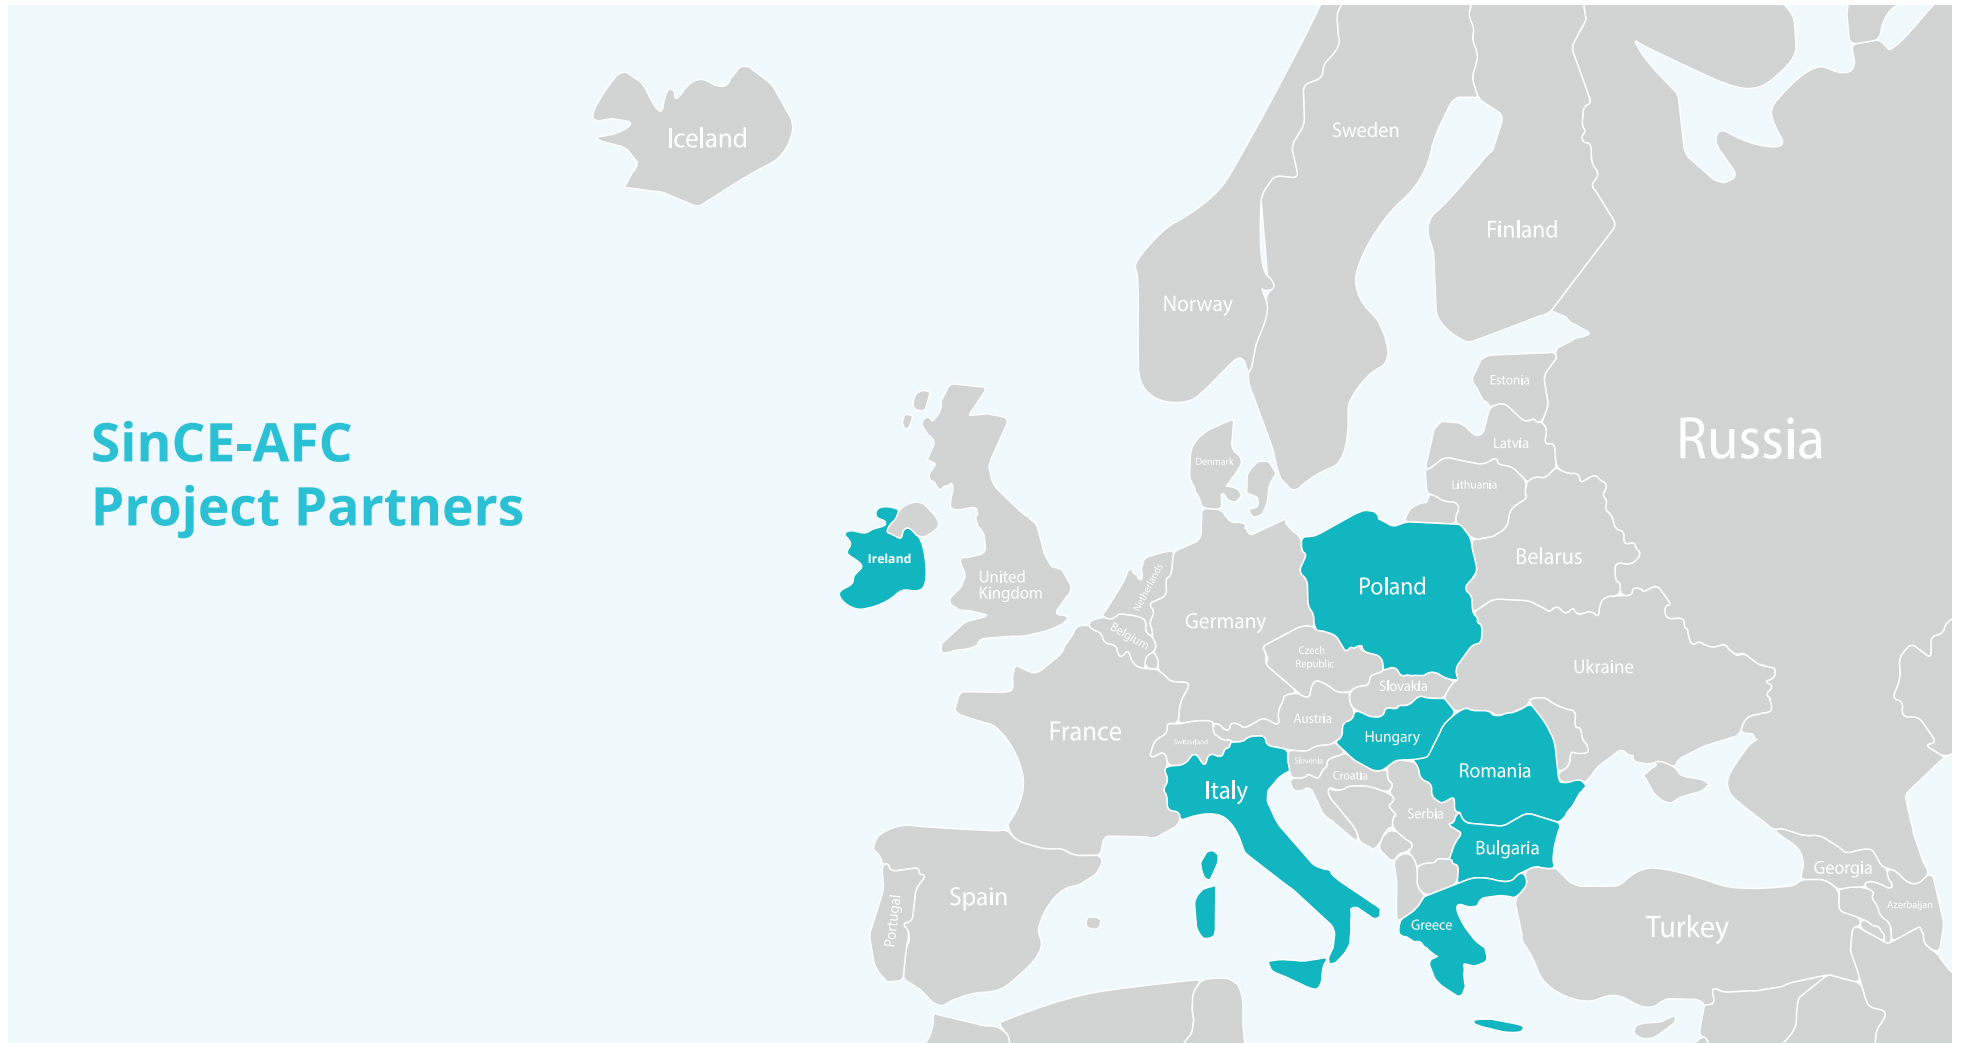 SinCE-AFC
Project Partners
Iceland
Sweden
Finland
Norway
Estonia
Russia
Latvia
Denmark
Lithuania
Ireland
Belarus
United
Kingdom
Netherlands
Poland
Germany
Belgium
Czech
Republic
Ukraine
Slovakia
Austria
France
Hungary
Switzerland
Slovenia
Romania
Croatia
Italy
Serbia
Bulgaria
Georgia
Spain
Portugal
Azerbaijan
Greece
Turkey